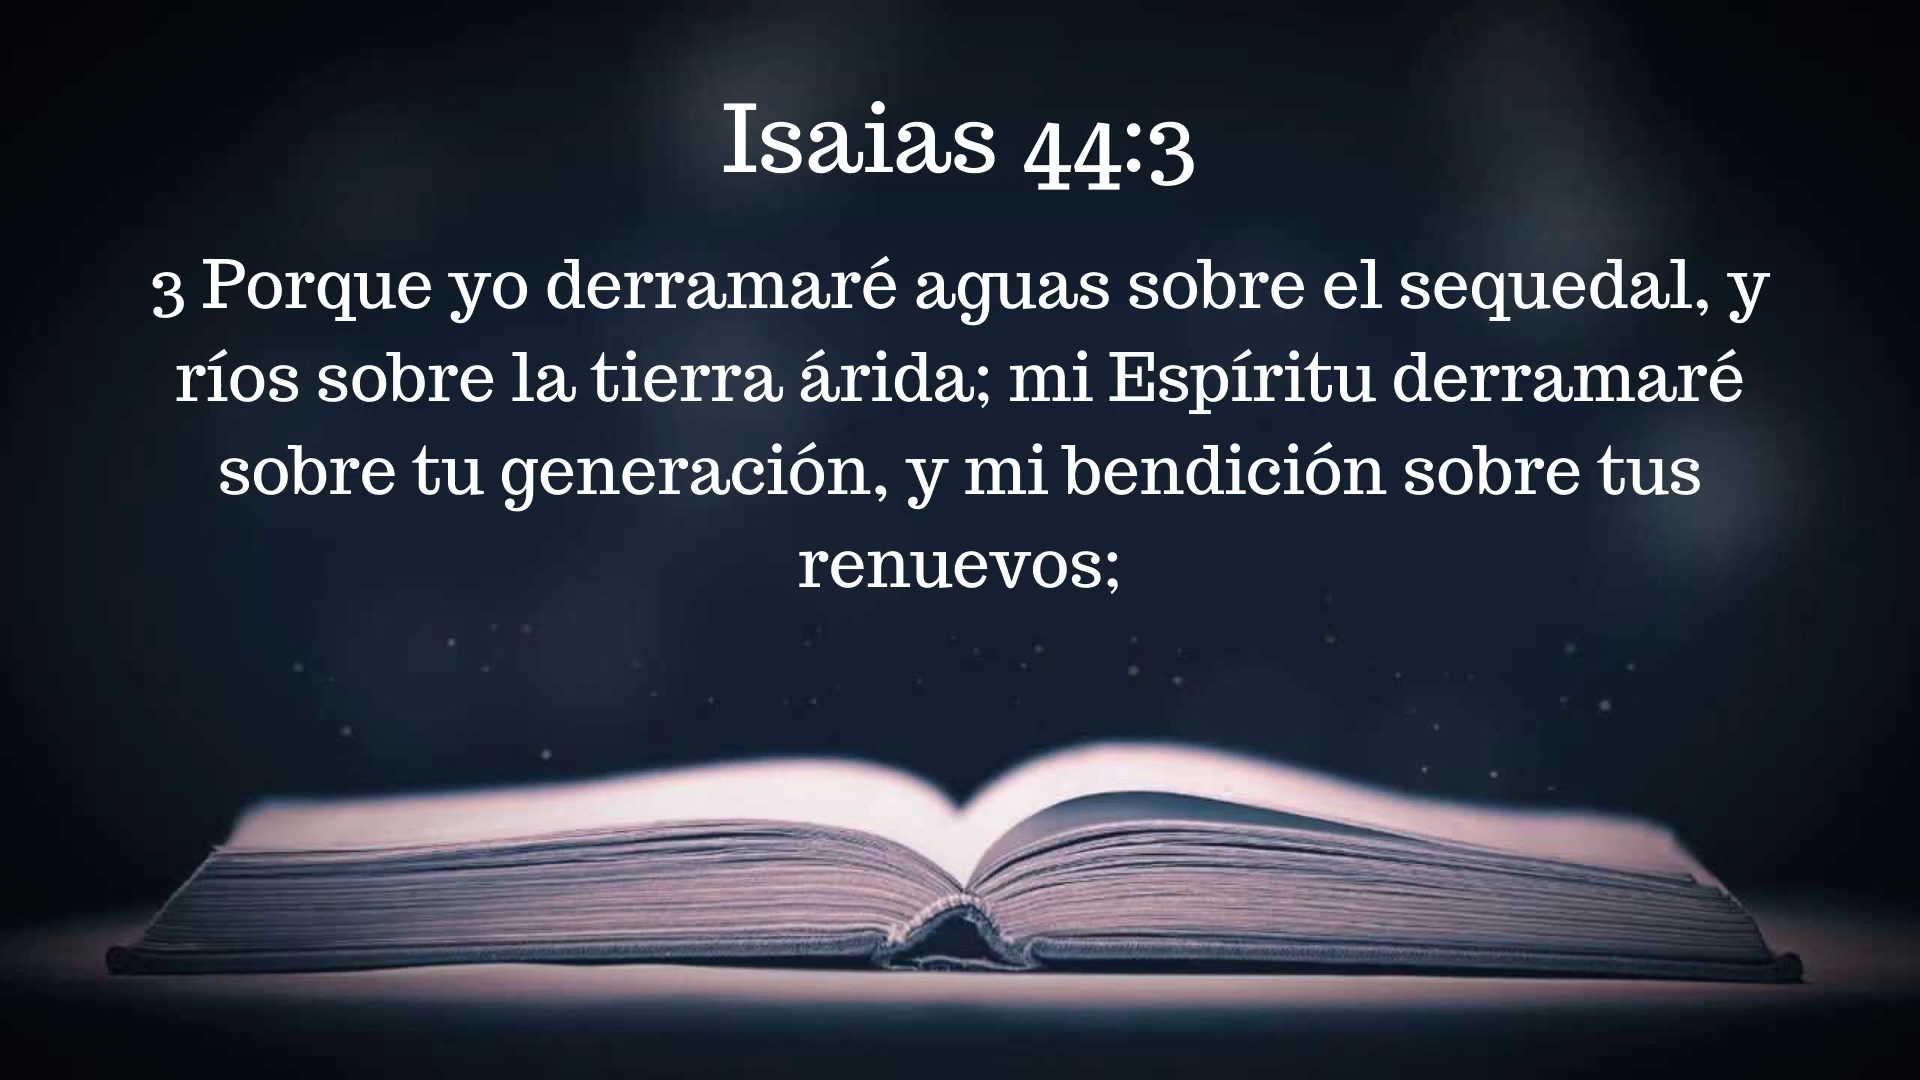 Isaias 44:3
3 Porque yo derramaré aguas sobre el sequedal, y
ríos sobre la tierra árida; mi Espíritu derramaré
sobre tu generación, y mi bendición sobre tus
renuevos;